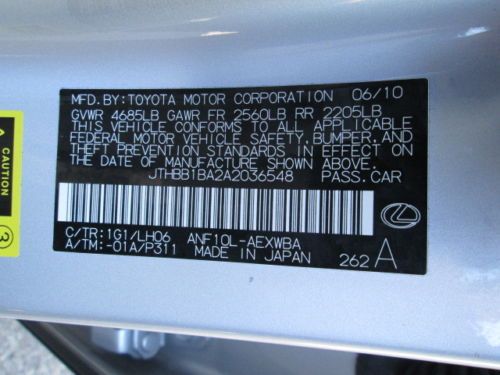 MFD. BY: TOYOTA MOTOR CORPORATION 06/10
GVWR 4685LB GAWR FR 2560LB RR 2205LB
THIS VEHICLE CONFORMS TO ALL APPLICABLE
FEDERAL MOTOR VEHICLE SAFETY, BUMPER, AND
THEFT PREVENTION STANDARDS IN EFFECT ON
THE DATE OF MANUFACTURE SHOWN ABOVE.
JTHBB1BA2A2036548 PASS. CAR
C/TR: 1G1/LH06 ANF10L-AEXWBA
A/TM: -01A/P311 MADE IN JAPAN 262 A
CAUTION
3